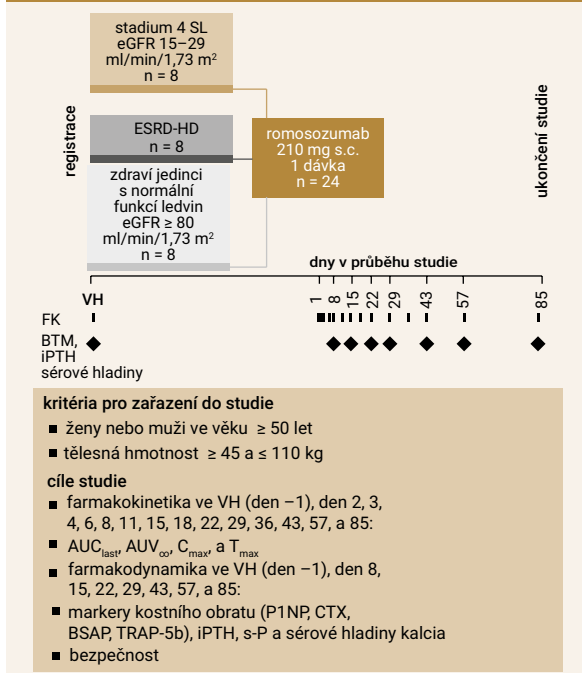 stadium 4 SL
eGFR 15–29
ml/min/1,73 m²
n = 8
registrace
ESRD-HD
n = 8
zdraví jedinci
s normální
funkcí ledvin
eGFR ≥ 80
ml/min/1,73 m²
n = 8
romosozumab
210 mg s.c.
1 dávka
n = 24
ukončení studie
dny v průběhu studie
VH
1
8
15
22
29
43
57
85
FK
BTM,
iPTH
sérové hladiny
kritéria pro zařazení do studie
■ ženy nebo muži ve věku ≥ 50 let
■ tělesná hmotnost ≥ 45 a ≤ 110 kg
cíle studie
■ farmakokinetika ve VH (den −1), den 2, 3,
4, 6, 8, 11, 15, 18, 22, 29, 36, 43, 57, a 85:
■ AUClast, AUV∞, Cmax, a Tmax
■ farmakodynamika ve VH (den −1), den 8,
15, 22, 29, 43, 57, a 85:
■ markery kostního obratu (P1NP, CTX,
BSAP, TRAP-5b), iPTH, s-P a sérové hladiny kalcia
■ bezpečnost